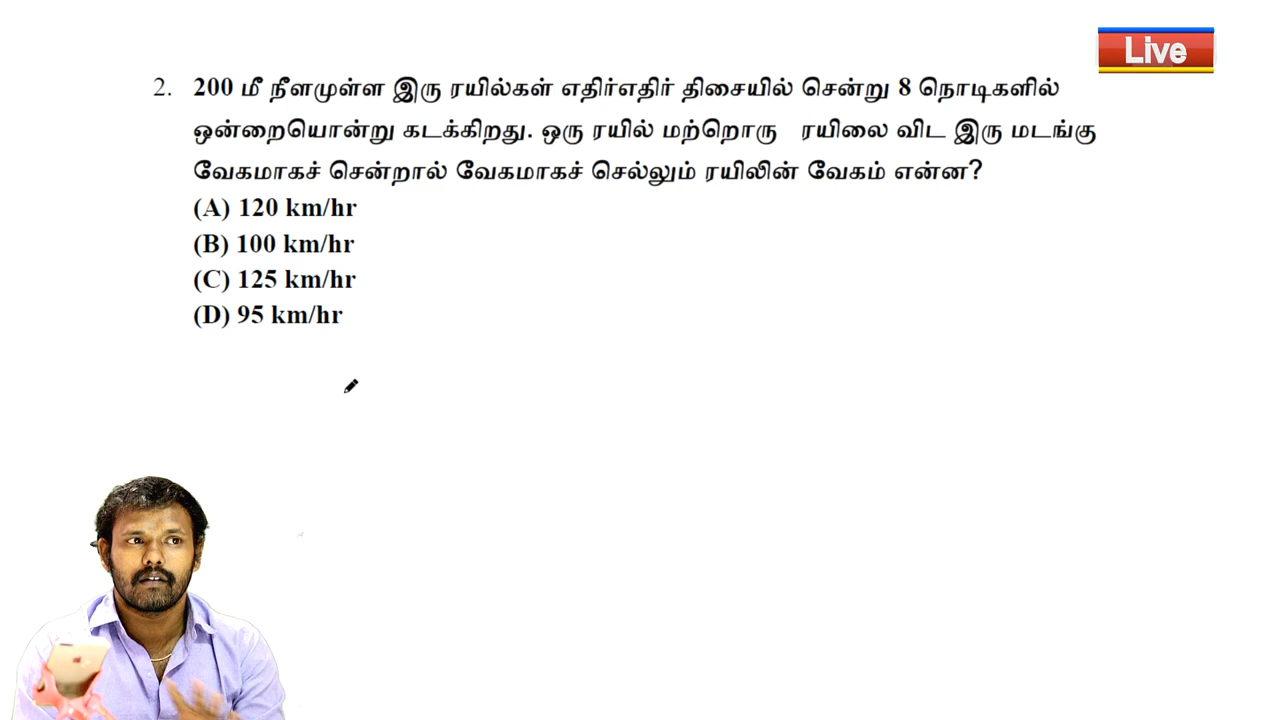 Live
2. 200 மீ நீளமுள்ள இரு ரயில்கள் எதிர்எதிர் திசையில் சென்று 8 நொடிகளில்
ஒன்றையொன்று கடக்கிறது. ஒரு ரயில் மற்றொரு ரயிலை விட இரு மடங்கு
வேகமாகச் சென்றால் வேகமாகச் செல்லும் ரயிலின் வேகம் என்ன?
(A) 120 km/hr
(B) 100 km/hr
(C) 125 km/hr
(D) 95 km/hr